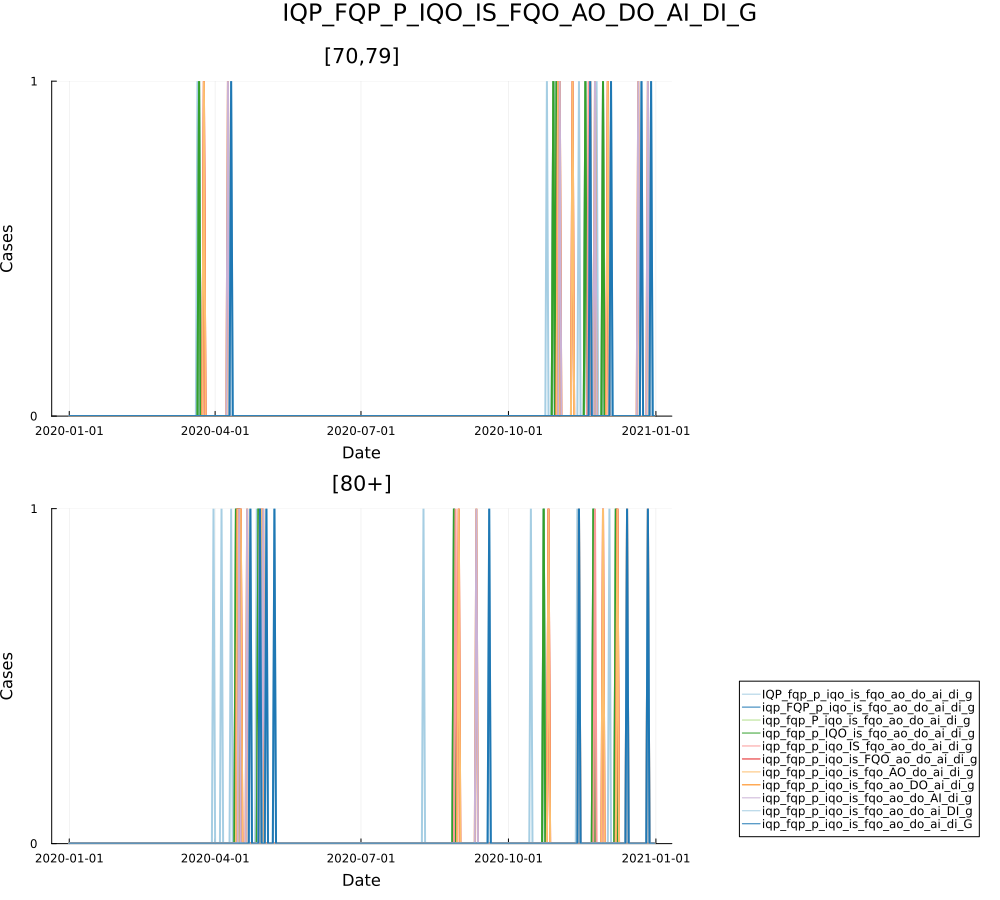 IQP_FQP_P_IQO_IS_FQO_AO_DO_AI_DI_G
[70,79]
1
Cases
0
2020-01-01 2020-04-01 2020-07-01 2020-10-01 2021-01-01
Date
[80+]
1
Cases
0
2020-01-01 2020-04-01 2020-07-01 2020-10-01 2021-01-01
Date
IQP_fqp_p_iqo_is_fqo_ao_do_ai_di_g
iqp_FQP_p_iqo_is_fqo_ao_do_ai_di_g
iqp_fqp_P_iqo_is_fqo_ao_do_ai_di_g
iqp_fqp_p_IQO_is_fqo_ao_do_ai_di_g
iqp_fqp_p_iqo_IS_fqo_ao_do_ai_di_g
iqp_fqp_p_iqo_is_FQO_ao_do_ai_di_g
iqp_fqp_p_iqo_is_fqo_AO_do_ai_di_g
iqp_fqp_p_iqo_is_fqo_ao_DO_ai_di_g
iqp_fqp_p_iqo_is_fqo_ao_do_AI_di_g
iqp_fqp_p_iqo_is_fqo_ao_do_ai_DI_g
iqp_fqp_p_iqo_is_fqo_ao_do_ai_di_G